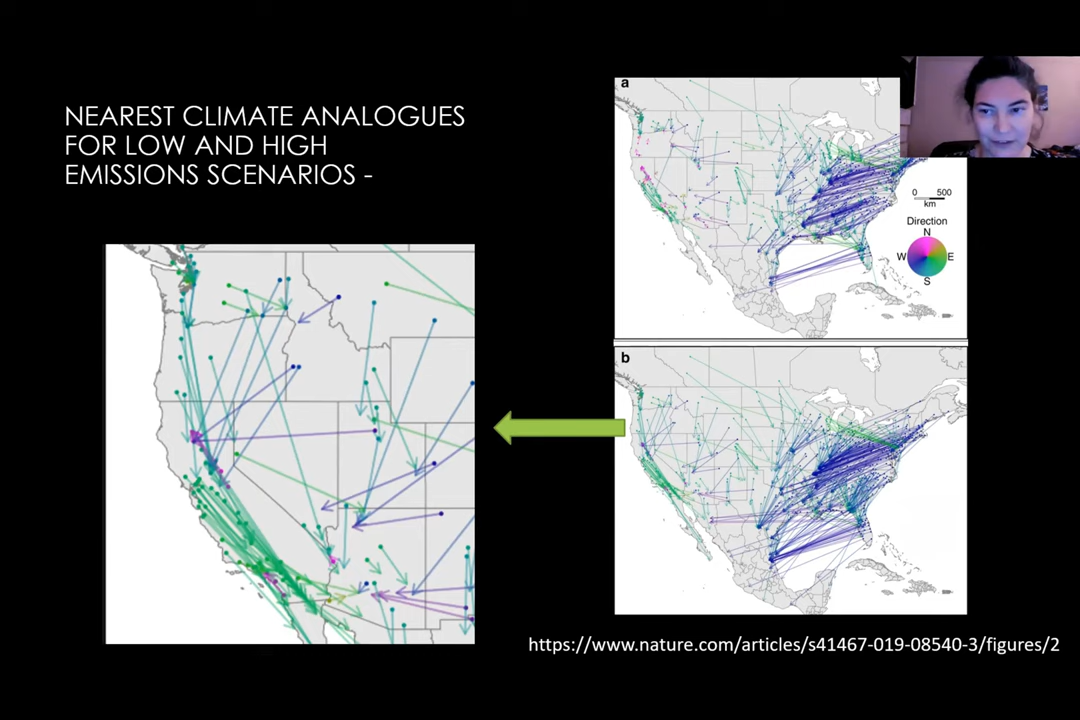 NEAREST CLIMATE ANALOGUES
FOR LOW AND HIGH
EMISSIONS SCENARIOS -
a
0 500
km
Direction
N
W E
S
b
https://www.nature.com/articles/s41467-019-08540-3/figures/2